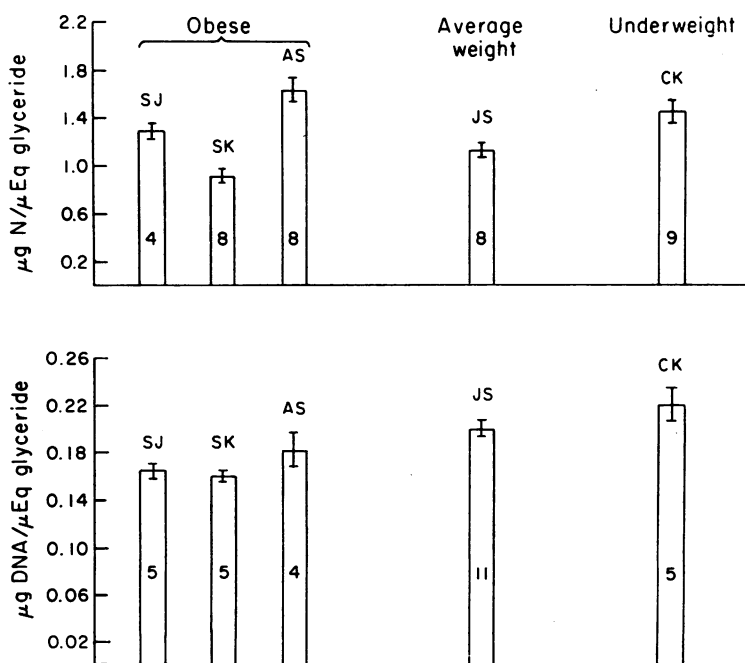 Obese
Average
weight
Underweight
μg N/μEq glyceride
2.2
1.8
1.4
1.0
0.6
0.2
SJ
SK
AS
JS
CK
4
8
8
8
9
μg DNA/μEq glyceride
0.26
0.22
0.18
0.14
0.10
0.06
0.02
SJ
SK
AS
JS
CK
5
5
4
11
5